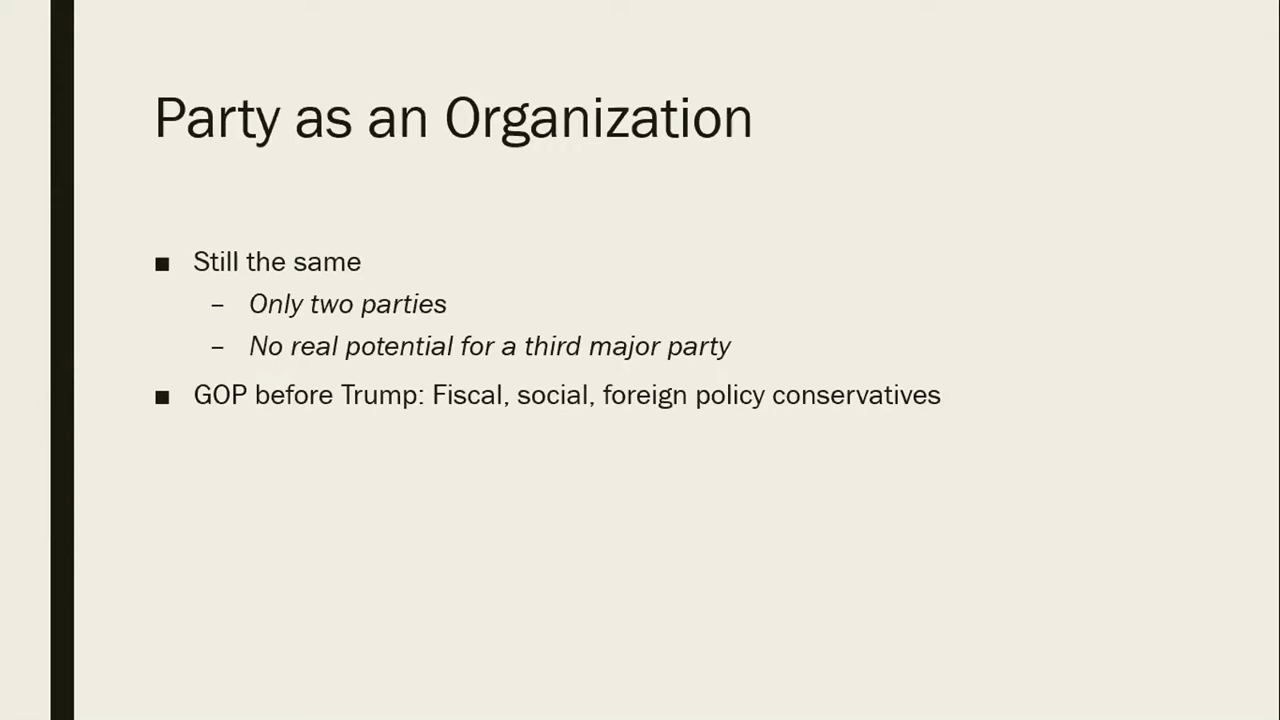 Party as an Organization
■ Still the same
– Only two parties
– No real potential for a third major party
■ GOP before Trump: Fiscal, social, foreign policy conservatives